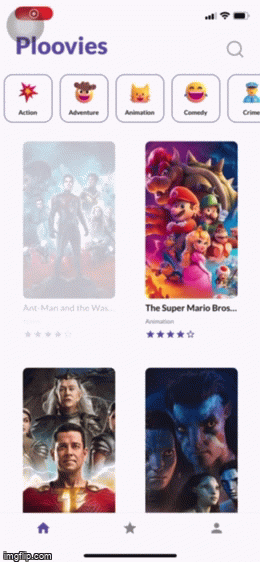 Ploovies
Action
Adventure
Animation
Comedy
Crime
Ant-Man and the Was...
The Super Mario Bros...
Animation
imgflip.com